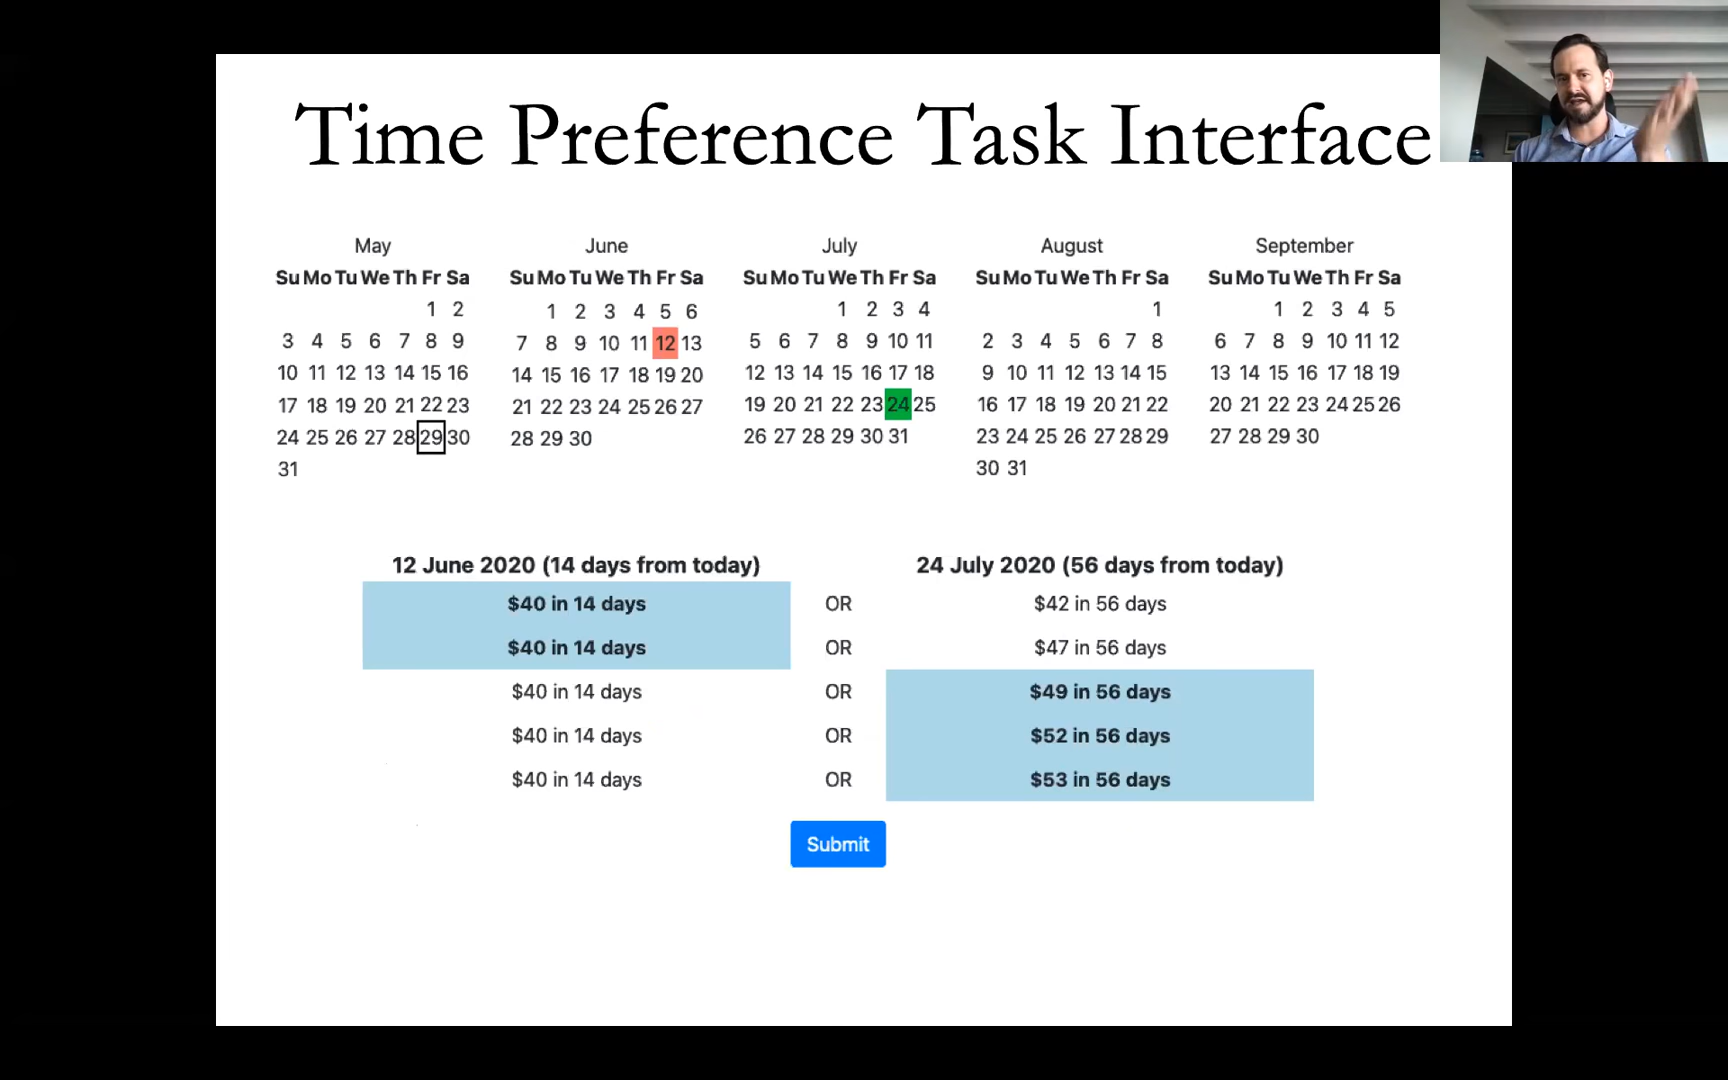 Time Preference Task Interface
May June July August September
Su Mo Tu We Th Fr Sa Su Mo Tu We Th Fr Sa Su Mo Tu We Th Fr Sa Su Mo Tu We Th Fr Sa Su Mo Tu We Th Fr Sa
1 2 1 2 3 4 5 6 1 2 3 4 1 1 2 3 4 5
3 4 5 6 7 8 9 7 8 9 10 11 12 13 5 6 7 8 9 10 11 2 3 4 5 6 7 8 6 7 8 9 10 11 12
10 11 12 13 14 15 16 14 15 16 17 18 19 20 12 13 14 15 16 17 18 9 10 11 12 13 14 15 13 14 15 16 17 18 19
17 18 19 20 21 22 23 21 22 23 24 25 26 27 19 20 21 22 23 24 25 16 17 18 19 20 21 22 20 21 22 23 24 25 26
24 25 26 27 28 29 30 28 29 30 26 27 28 29 30 31 23 24 25 26 27 28 29 27 28 29 30
31 30 31
12 June 2020 (14 days from today) 24 July 2020 (56 days from today)
$40 in 14 days OR $42 in 56 days
$40 in 14 days OR $47 in 56 days
$40 in 14 days OR $49 in 56 days
$40 in 14 days OR $52 in 56 days
$40 in 14 days OR $53 in 56 days
Submit